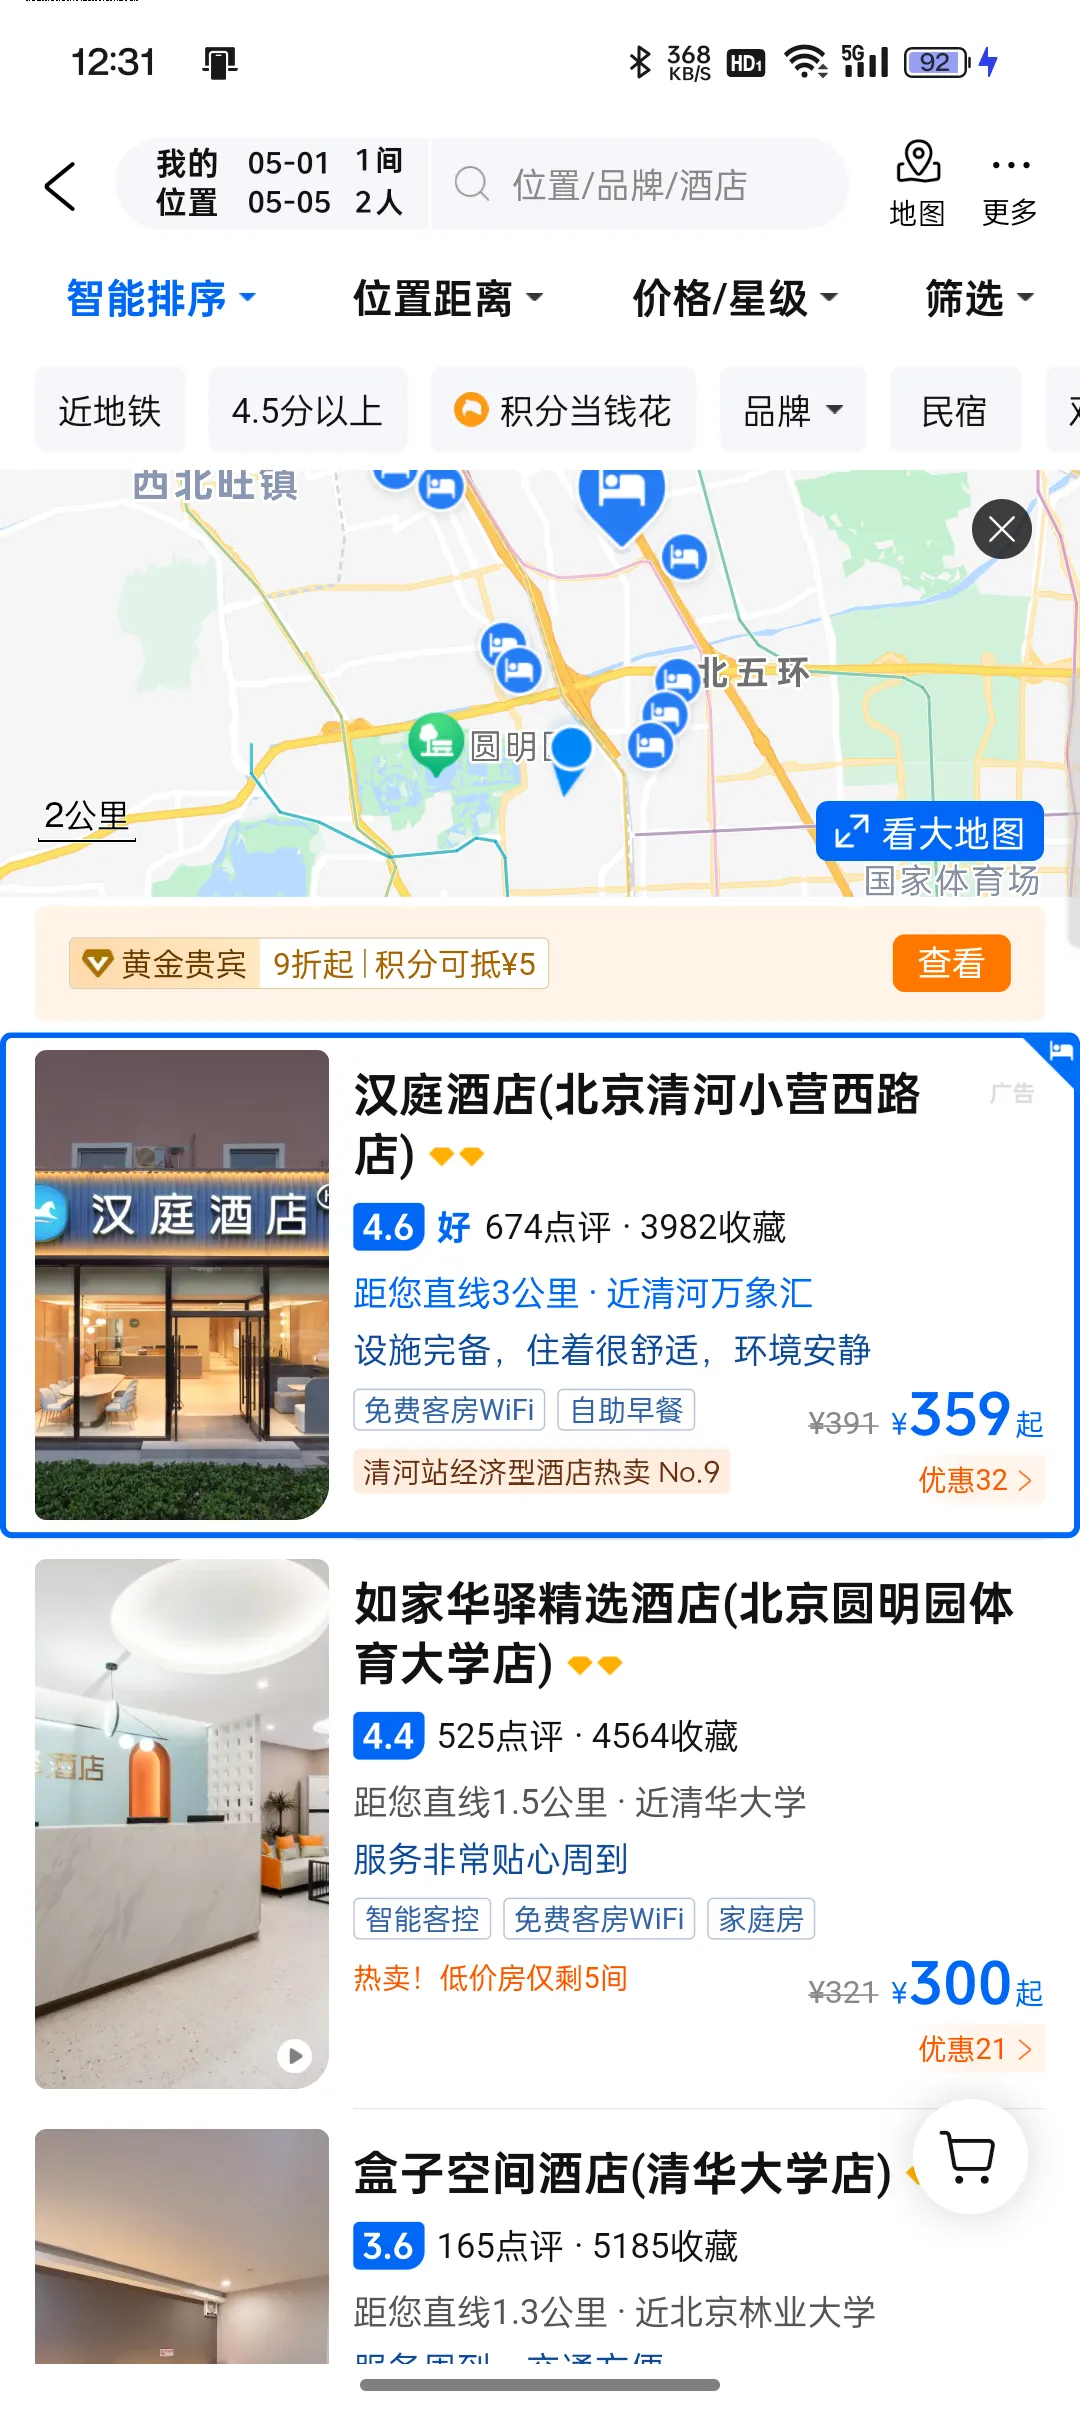 12:31
368 KB/S HD1 5G 92
我的位置 05-01 05-05 1间 2人
位置/品牌/酒店
地图 更多
智能排序 位置距离 价格/星级 筛选
近地铁 4.5分以上 积分当钱花 品牌 民宿
西北旺镇
北五环
圆明
2公里
看大地图
国家体育场
黄金贵宾 9折起 | 积分可抵¥5 查看
汉庭酒店(北京清河小营西路
店)
广告
汉庭酒店
4.6 好 674点评 · 3982收藏
距您直线3公里 · 近清河万象汇
设施完备，住着很舒适，环境安静
免费客房WiFi 自助早餐
¥391 ¥359起
清河站经济型酒店热卖 No.9
优惠32
如家华驿精选酒店(北京圆明园体
育大学店)
酒店
4.4 525点评 · 4564收藏
距您直线1.5公里 · 近清华大学
服务非常贴心周到
智能客控 免费客房WiFi 家庭房
热卖！低价房仅剩5间
¥321 ¥300起
优惠21
盒子空间酒店(清华大学店)
3.6 165点评 · 5185收藏
距您直线1.3公里 · 近北京林业大学